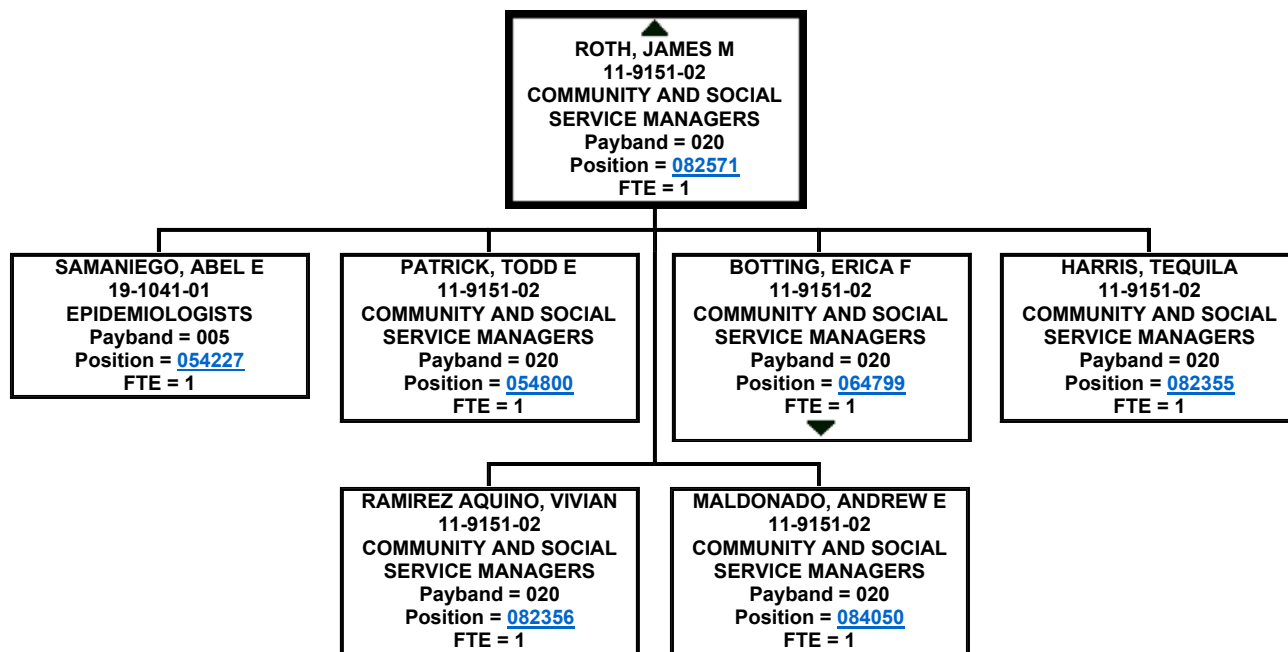 ROTH, JAMES M
11-9151-02
COMMUNITY AND SOCIAL
SERVICE MANAGERS
Payband = 020
Position = 082571
FTE = 1
SAMANIEGO, ABEL E
19-1041-01
EPIDEMIOLOGISTS
Payband = 005
Position = 054227
FTE = 1
PATRICK, TODD E
11-9151-02
COMMUNITY AND SOCIAL
SERVICE MANAGERS
Payband = 020
Position = 054800
FTE = 1
BOTTING, ERICA F
11-9151-02
COMMUNITY AND SOCIAL
SERVICE MANAGERS
Payband = 020
Position = 064799
FTE = 1
HARRIS, TEQUILA
11-9151-02
COMMUNITY AND SOCIAL
SERVICE MANAGERS
Payband = 020
Position = 082355
FTE = 1
RAMIREZ AQUINO, VIVIAN
11-9151-02
COMMUNITY AND SOCIAL
SERVICE MANAGERS
Payband = 020
Position = 082356
FTE = 1
MALDONADO, ANDREW E
11-9151-02
COMMUNITY AND SOCIAL
SERVICE MANAGERS
Payband = 020
Position = 084050
FTE = 1